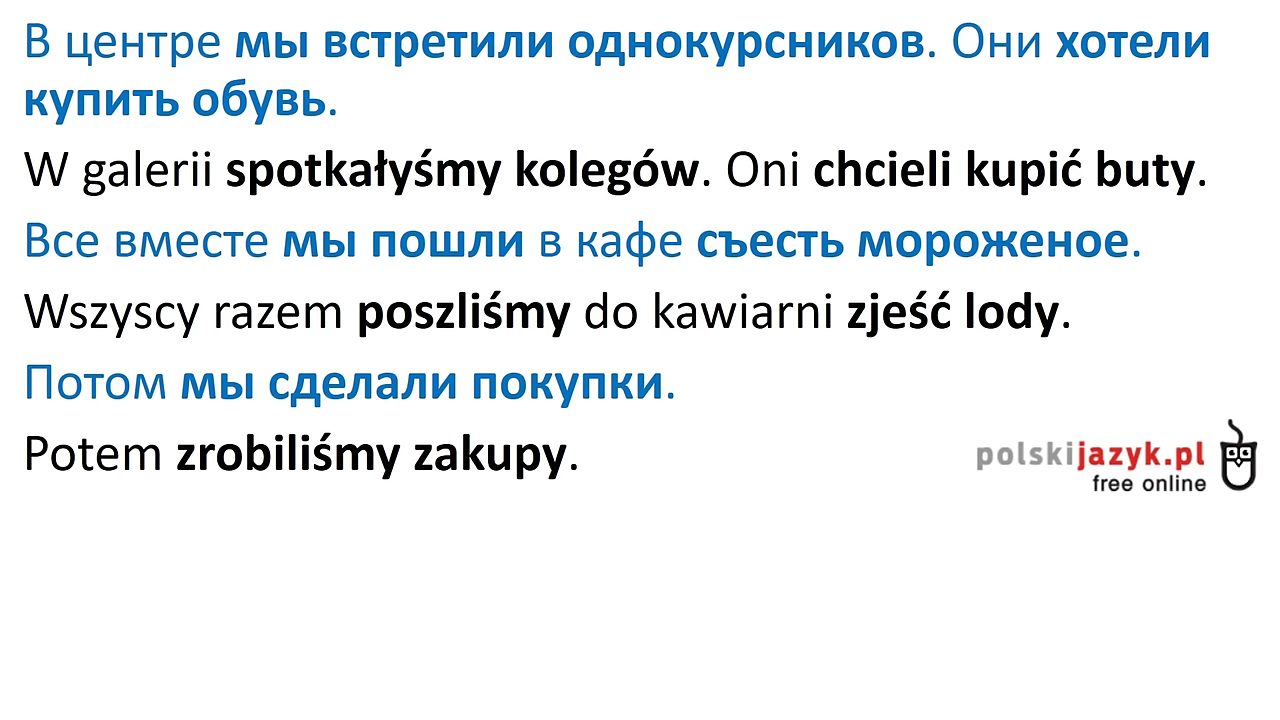 В центре мы встретили однокурсников. Они хотели
купить обувь.
W galerii spotkałyśmy kolegów. Oni chcieli kupić buty.
Все вместе мы пошли в кафе съесть мороженое.
Wszyscy razem poszliśmy do kawiarni zjeść lody.
Потом мы сделали покупки.
Potem zrobiliśmy zakupy.
polskijazyk.pl
free online